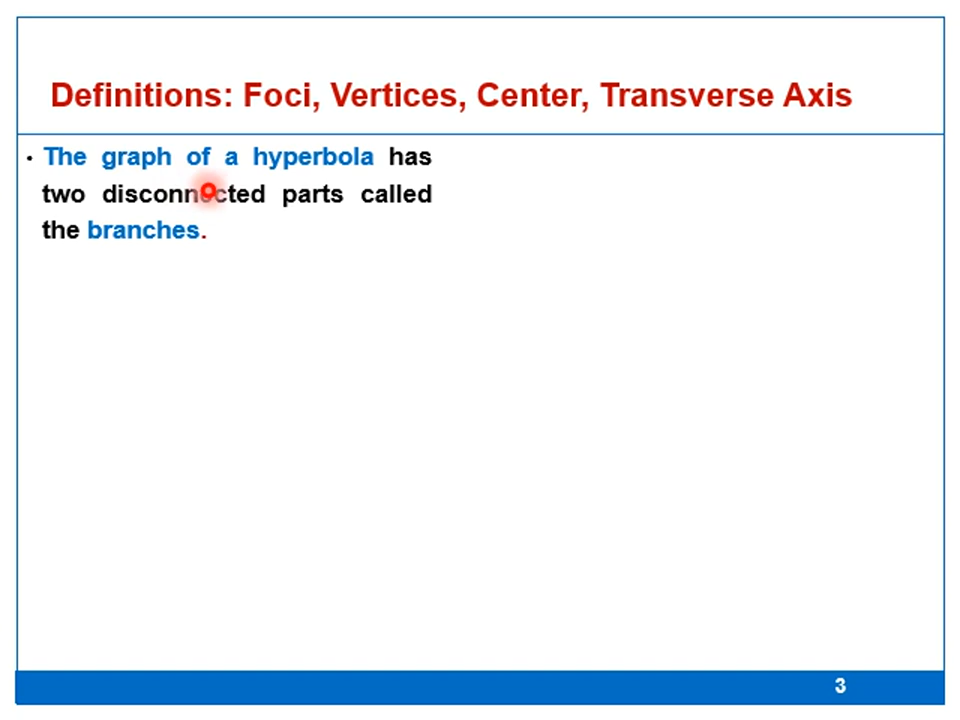 Definitions: Foci, Vertices, Center, Transverse Axis
• The graph of a hyperbola has
two disconnected parts called
the branches.
3